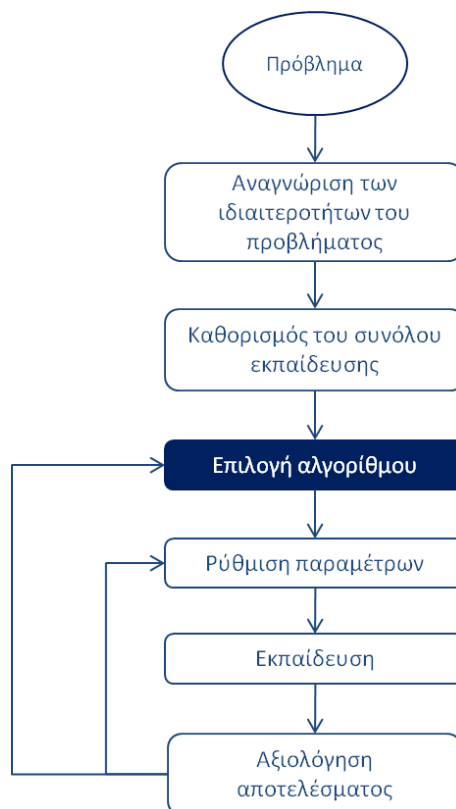 Πρόβλημα
Αναγνώριση των
ιδιαιτεροτήτων του
προβλήματος
Καθορισμός του συνόλου
εκπαίδευσης
Επιλογή αλγορίθμου
Ρύθμιση παραμέτρων
Εκπαίδευση
Αξιολόγηση
αποτελέσματος